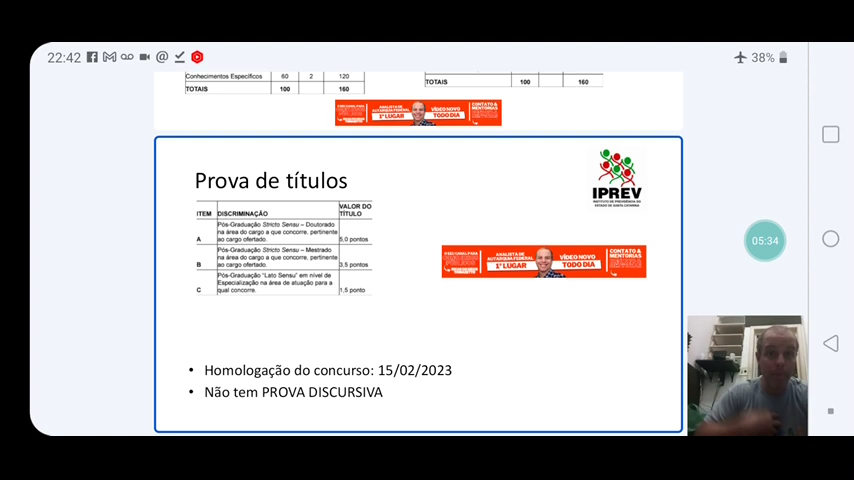 22:42
38%
Conhecimentos Específicos 60 2 120
TOTAIS 100 160
TOTAIS 100 160
ANALISTA DE
AUTARQUIA FEDERAL
1º LUGAR
VÍDEO NOVO
TODO DIA
CONTATO &
MENTORIAS
Prova de títulos
IPREV
INSTITUTO DE PREVIDÊNCIA DO
ESTADO DE SANTA CATARINA
ITEM DISCRIMINAÇÃO VALOR DO
TÍTULO
Pós-Graduação Stricto Sensu – Doutorado
na área do cargo a que concorre, pertinente
A ao cargo ofertado. 5,0 pontos
Pós-Graduação Stricto Sensu – Mestrado
na área do cargo a que concorre, pertinente
B ao cargo ofertado. 3,5 pontos
Pós-Graduação "Lato Sensu" em nível de
Especialização na área de atuação para a
C qual concorre. 1,5 ponto
ANALISTA DE
AUTARQUIA FEDERAL
1º LUGAR
VÍDEO NOVO
TODO DIA
CONTATO &
MENTORIAS
05:34
• Homologação do concurso: 15/02/2023
• Não tem PROVA DISCURSIVA